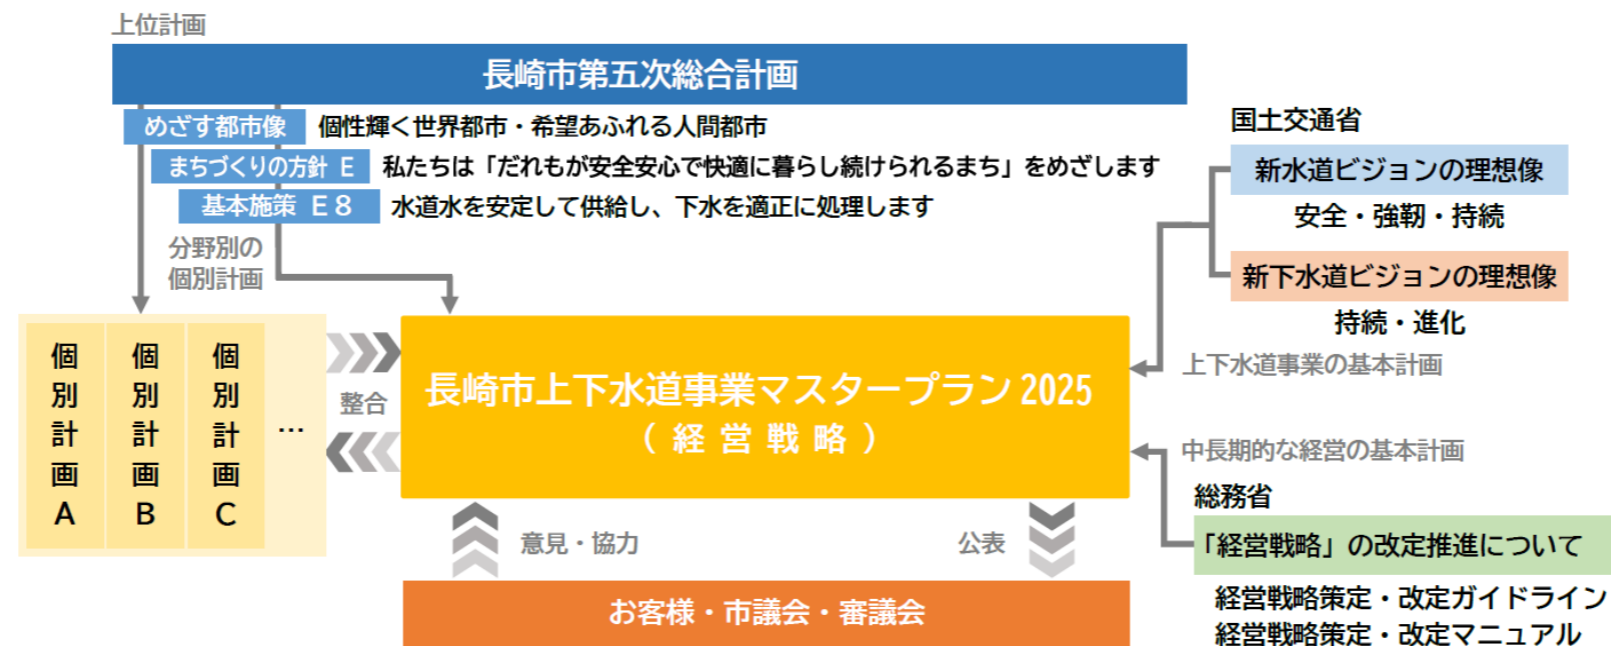 上位計画
長崎市第五次総合計画
めざす都市像 個性輝く世界都市・希望あふれる人間都市
まちづくりの方針 E 私たちは「だれもが安全安心で快適に暮らし続けられるまち」をめざします
基本施策 E8 水道水を安定して供給し、下水を適正に処理します
分野別の
個別計画
国土交通省
新水道ビジョンの理想像
安全・強靭・持続
新下水道ビジョンの理想像
持続・進化
上下水道事業の基本計画
個別計画A
個別計画B
個別計画C
…
整合
長崎市上下水道事業マスタープラン 2025
（経営戦略）
中長期的な経営の基本計画
総務省
「経営戦略」の改定推進について
経営戦略策定・改定ガイドライン
経営戦略策定・改定マニュアル
意見・協力
公表
お客様・市議会・審議会